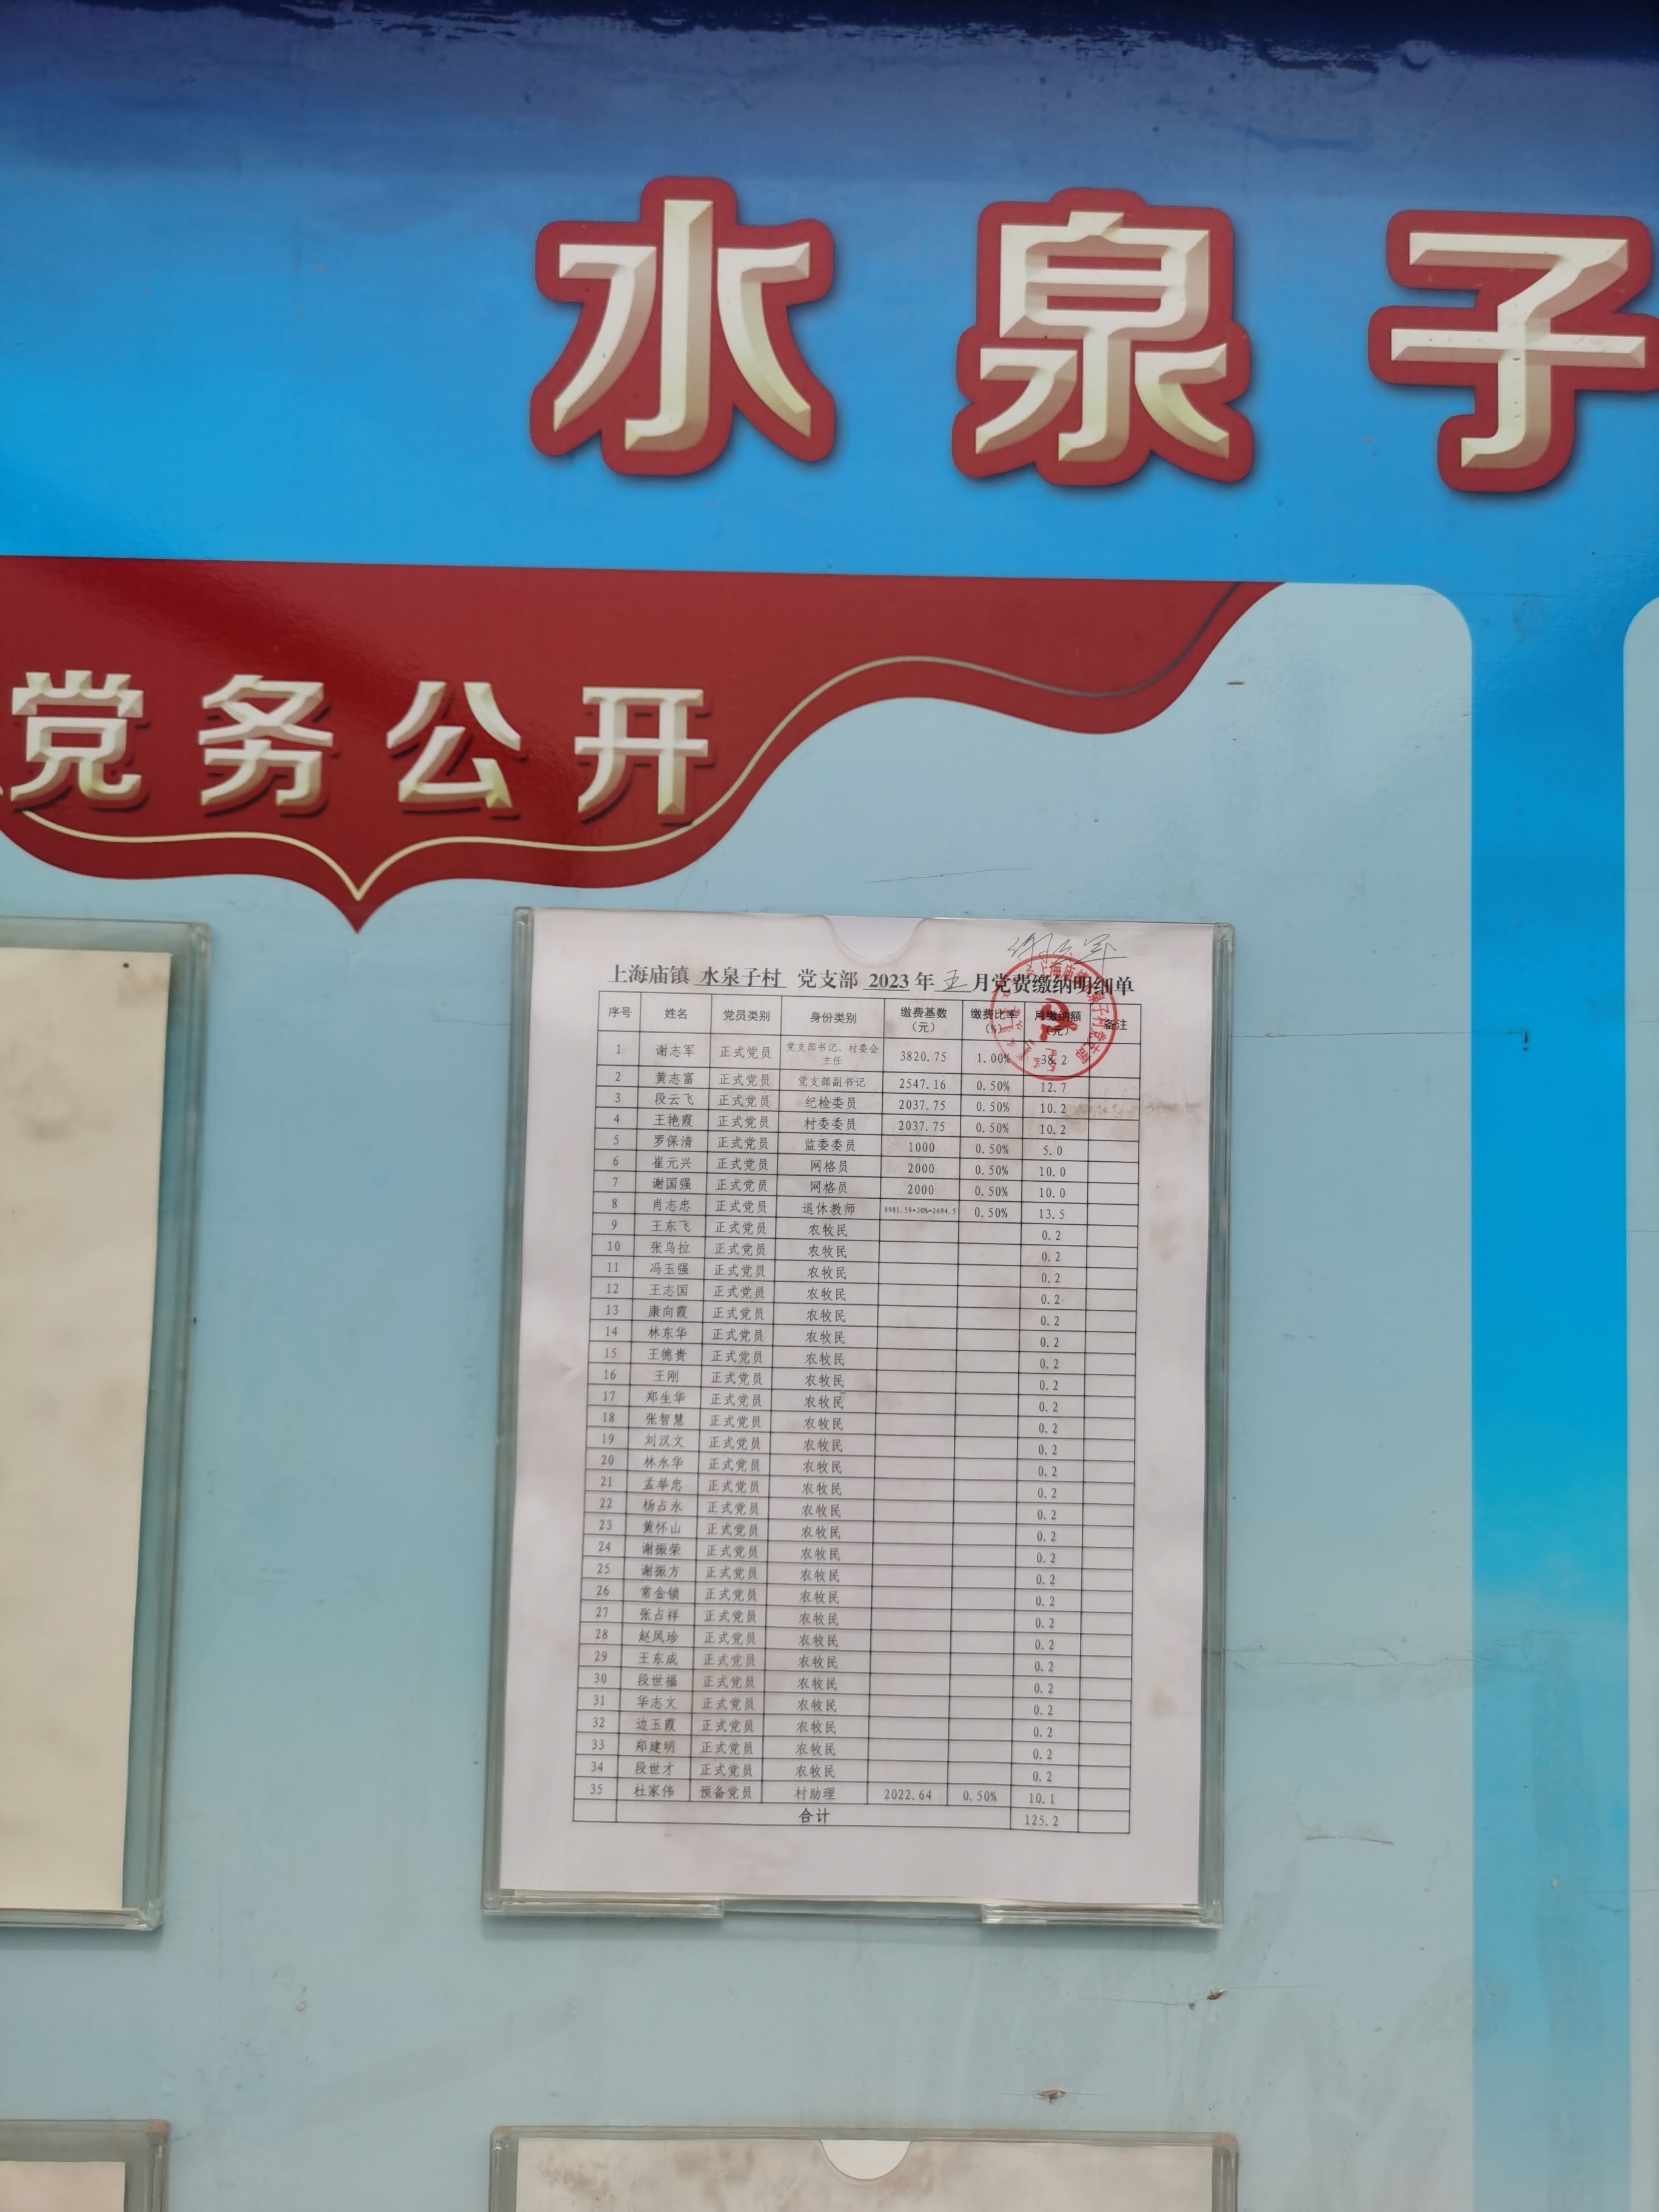 水泉子
党务公开
上海庙镇 水泉子村 党支部 2023 年 五 月党费缴纳明细单
序号 姓名 党员类别 身份类别 缴费基数（元） 缴费比率（%） 月缴纳额（元） 备注
1 谢志军 正式党员 党支部书记、村委会主任 3820.75 1.00% 38.2
2 黄志富 正式党员 党支部副书记 2547.16 0.50% 12.7
3 段云飞 正式党员 纪检委员 2037.75 0.50% 10.2
4 王艳霞 正式党员 村委委员 2037.75 0.50% 10.2
5 罗保清 正式党员 监委委员 1000 0.50% 5.0
6 崔元兴 正式党员 网格员 2000 0.50% 10.0
7 谢国强 正式党员 网格员 2000 0.50% 10.0
8 肖志忠 正式党员 退休教师 8981.59*30%=2694.5 0.50% 13.5
9 王东飞 正式党员 农牧民 0.2
10 张乌拉 正式党员 农牧民 0.2
11 冯玉强 正式党员 农牧民 0.2
12 王志国 正式党员 农牧民 0.2
13 康向霞 正式党员 农牧民 0.2
14 林东华 正式党员 农牧民 0.2
15 王德贵 正式党员 农牧民 0.2
16 王刚 正式党员 农牧民 0.2
17 郑生华 正式党员 农牧民 0.2
18 张智慧 正式党员 农牧民 0.2
19 刘汉文 正式党员 农牧民 0.2
20 林永华 正式党员 农牧民 0.2
21 孟举忠 正式党员 农牧民 0.2
22 杨占永 正式党员 农牧民 0.2
23 黄怀山 正式党员 农牧民 0.2
24 谢振荣 正式党员 农牧民 0.2
25 谢振方 正式党员 农牧民 0.2
26 常金锁 正式党员 农牧民 0.2
27 张占祥 正式党员 农牧民 0.2
28 赵凤珍 正式党员 农牧民 0.2
29 王东成 正式党员 农牧民 0.2
30 段世福 正式党员 农牧民 0.2
31 华志文 正式党员 农牧民 0.2
32 边玉霞 正式党员 农牧民 0.2
33 郑建明 正式党员 农牧民 0.2
34 段世才 正式党员 农牧民 0.2
35 杜家伟 预备党员 村助理 2022.64 0.50% 10.1
合计 125.2